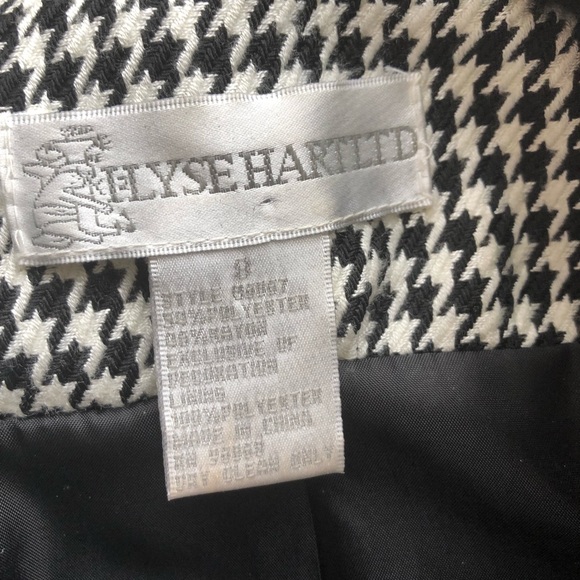 ELYSE HART LTD
8
STYLE
POLYESTER
RAYON
EXCLUSIVE OF
DECORATION
LINING
100%POLYESTER
MADE IN CHINA
RN
DRY CLEAN ONLY